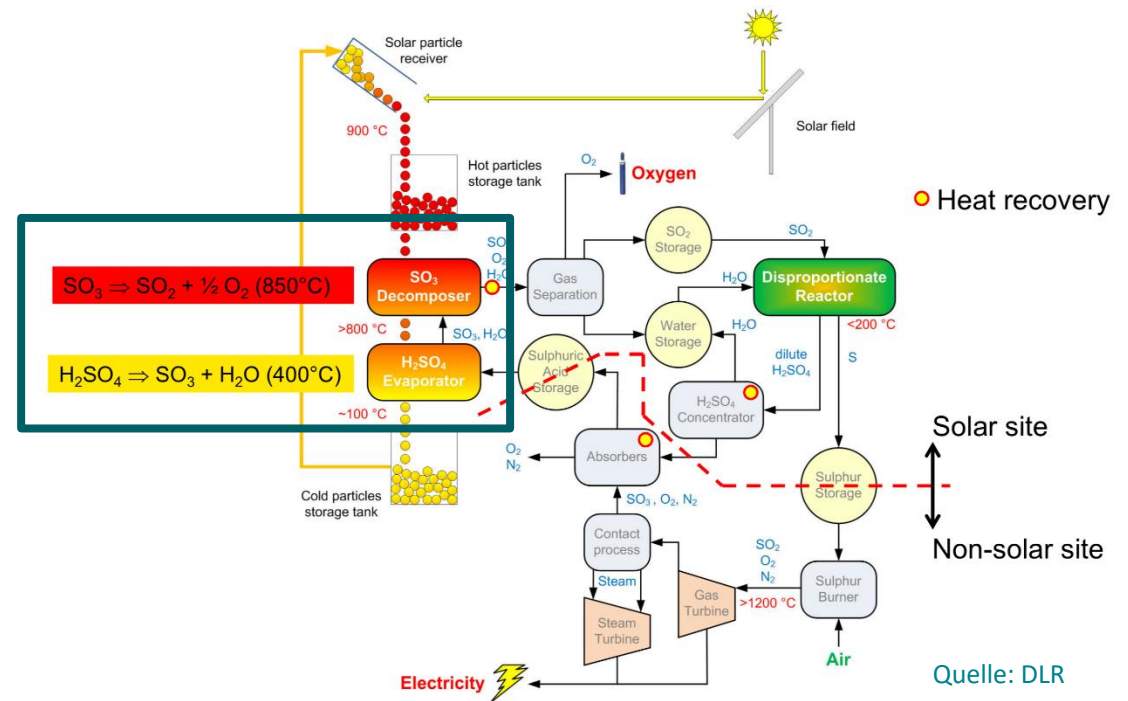 Solar particle
receiver
900 °C
Solar field
Hot particles
storage tank
O₂
Oxygen
Heat recovery
SO₃ ⇒ SO₂ + ½ O₂ (850°C)
SO₃
Decomposer
O₂
H₂O
Gas
Separation
SO₂
Storage
SO₂
H₂O
Disproportionate
Reactor
<200 °C
>800 °C
SO₃, H₂O
Water
Storage
H₂O
H₂SO₄ ⇒ SO₃ + H₂O (400°C)
H₂SO₄
Evaporator
Sulphuric
Acid
Storage
dilute
H₂SO₄
S
~100 °C
H₂SO₄
Concentrator
O₂
N₂
Absorbers
Solar site
Sulphur
Storage
Non-solar site
Cold particles
storage tank
SO₃ , O₂, N₂
Contact
process
Steam
SO₂
O₂
N₂
>1200 °C
Sulphur
Burner
Gas
Turbine
Steam
Turbine
Air
Electricity
Quelle: DLR